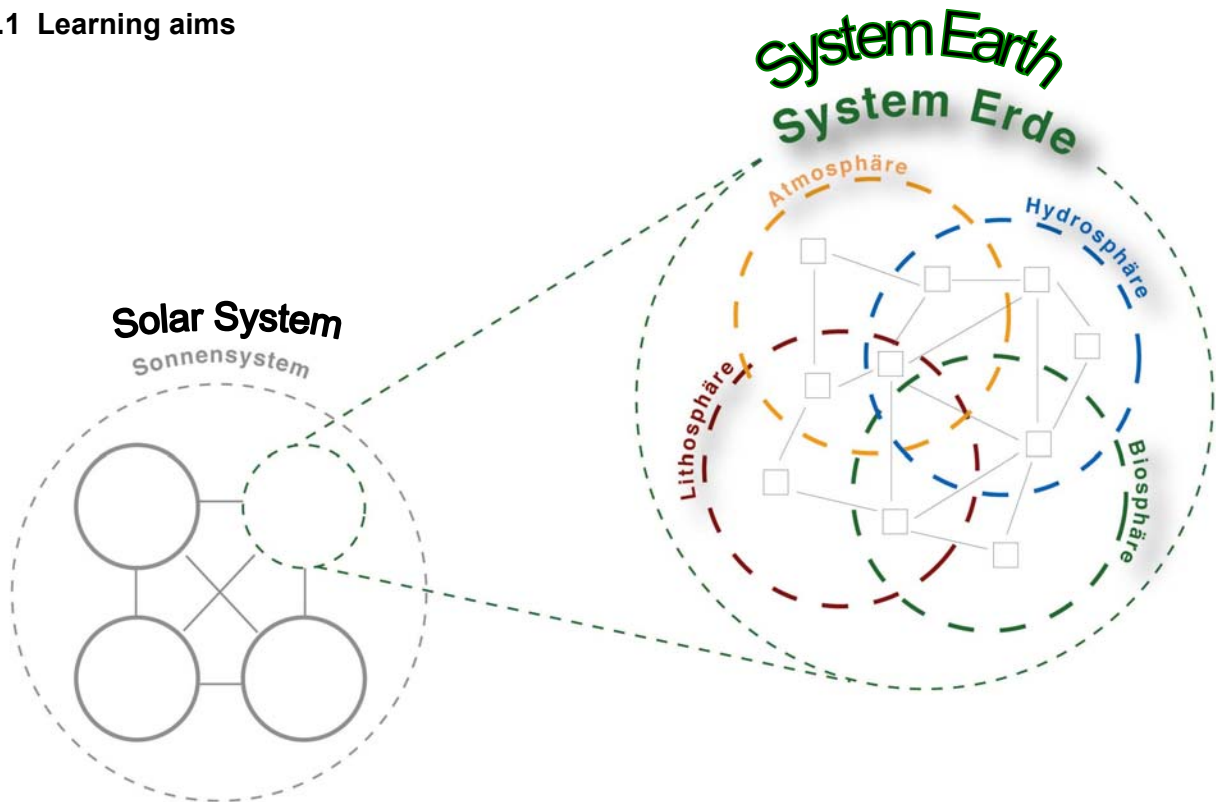 .1 Learning aims
System Earth
System Erde
Atmosphäre
Hydrosphäre
Solar System
Sonnensystem
Lithosphäre
Biosphäre